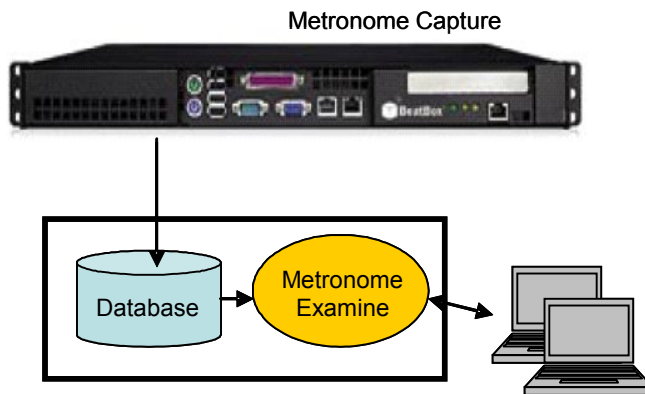 Metronome Capture
BeatBox
Database
Metronome
Examine